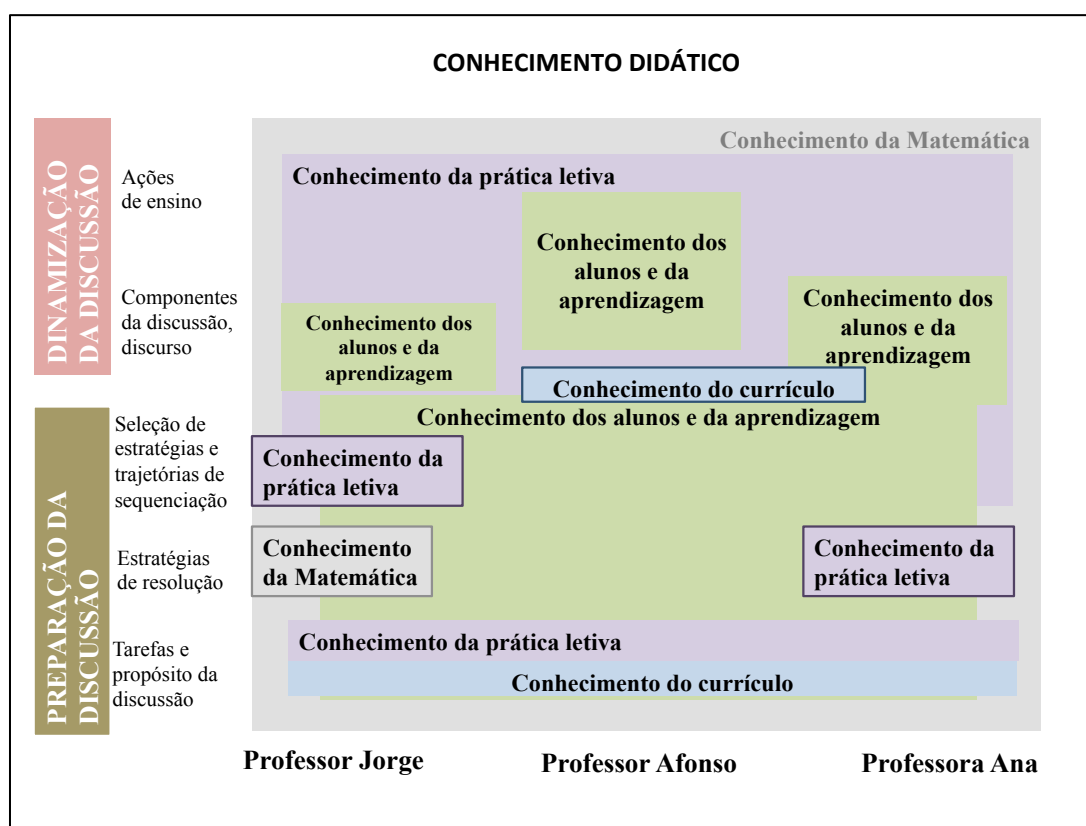 CONHECIMENTO DIDÁTICO
Conhecimento da Matemática
DINAMIZAÇÃO
DA DISCUSSÃO
Ações
de ensino
Conhecimento da prática letiva
Conhecimento dos
alunos e da
aprendizagem
Componentes
da discussão,
discurso
Conhecimento dos
alunos e da
aprendizagem
Conhecimento dos
alunos e da
aprendizagem
Conhecimento do currículo
Conhecimento dos alunos e da aprendizagem
PREPARAÇÃO DA
DISCUSSÃO
Seleção de
estratégias e
trajetórias de
sequenciação
Conhecimento da
prática letiva
Estratégias
de resolução
Conhecimento
da Matemática
Conhecimento da
prática letiva
Tarefas e
propósito da
discussão
Conhecimento da prática letiva
Conhecimento do currículo
Professor Jorge
Professor Afonso
Professora Ana